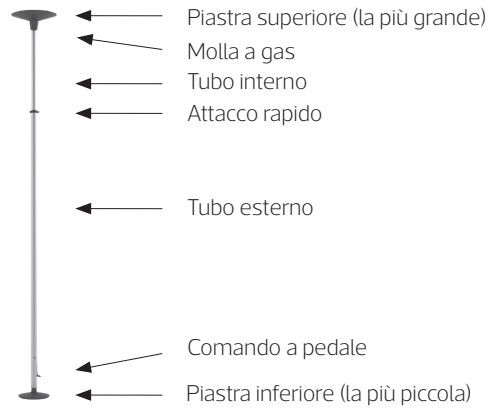 Piastra superiore (la più grande)
Molla a gas
Tubo interno
Attacco rapido
Tubo esterno
Comando a pedale
Piastra inferiore (la più piccola)